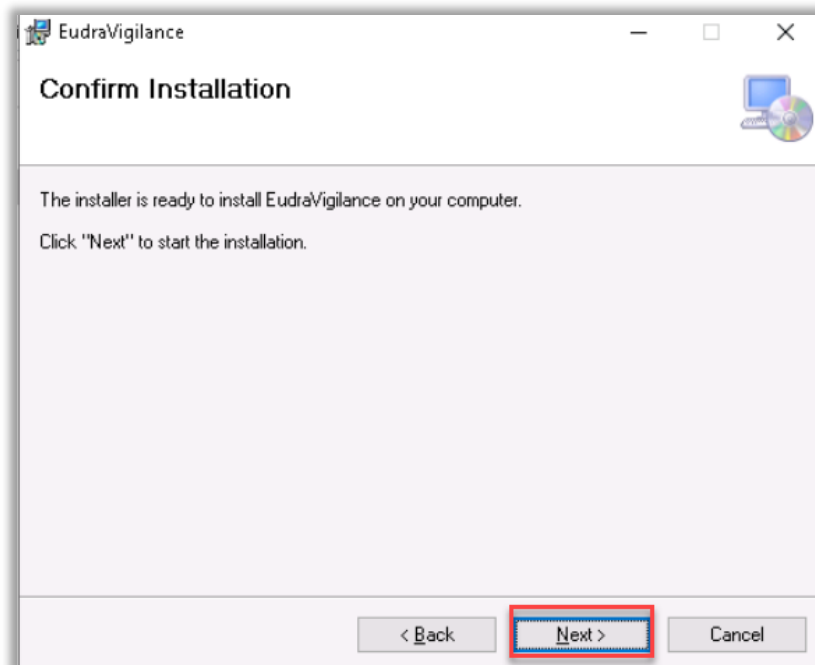 EudraVigilance
Confirm Installation
The installer is ready to install EudraVigilance on your computer.
Click "Next" to start the installation.
< Back
Next >
Cancel